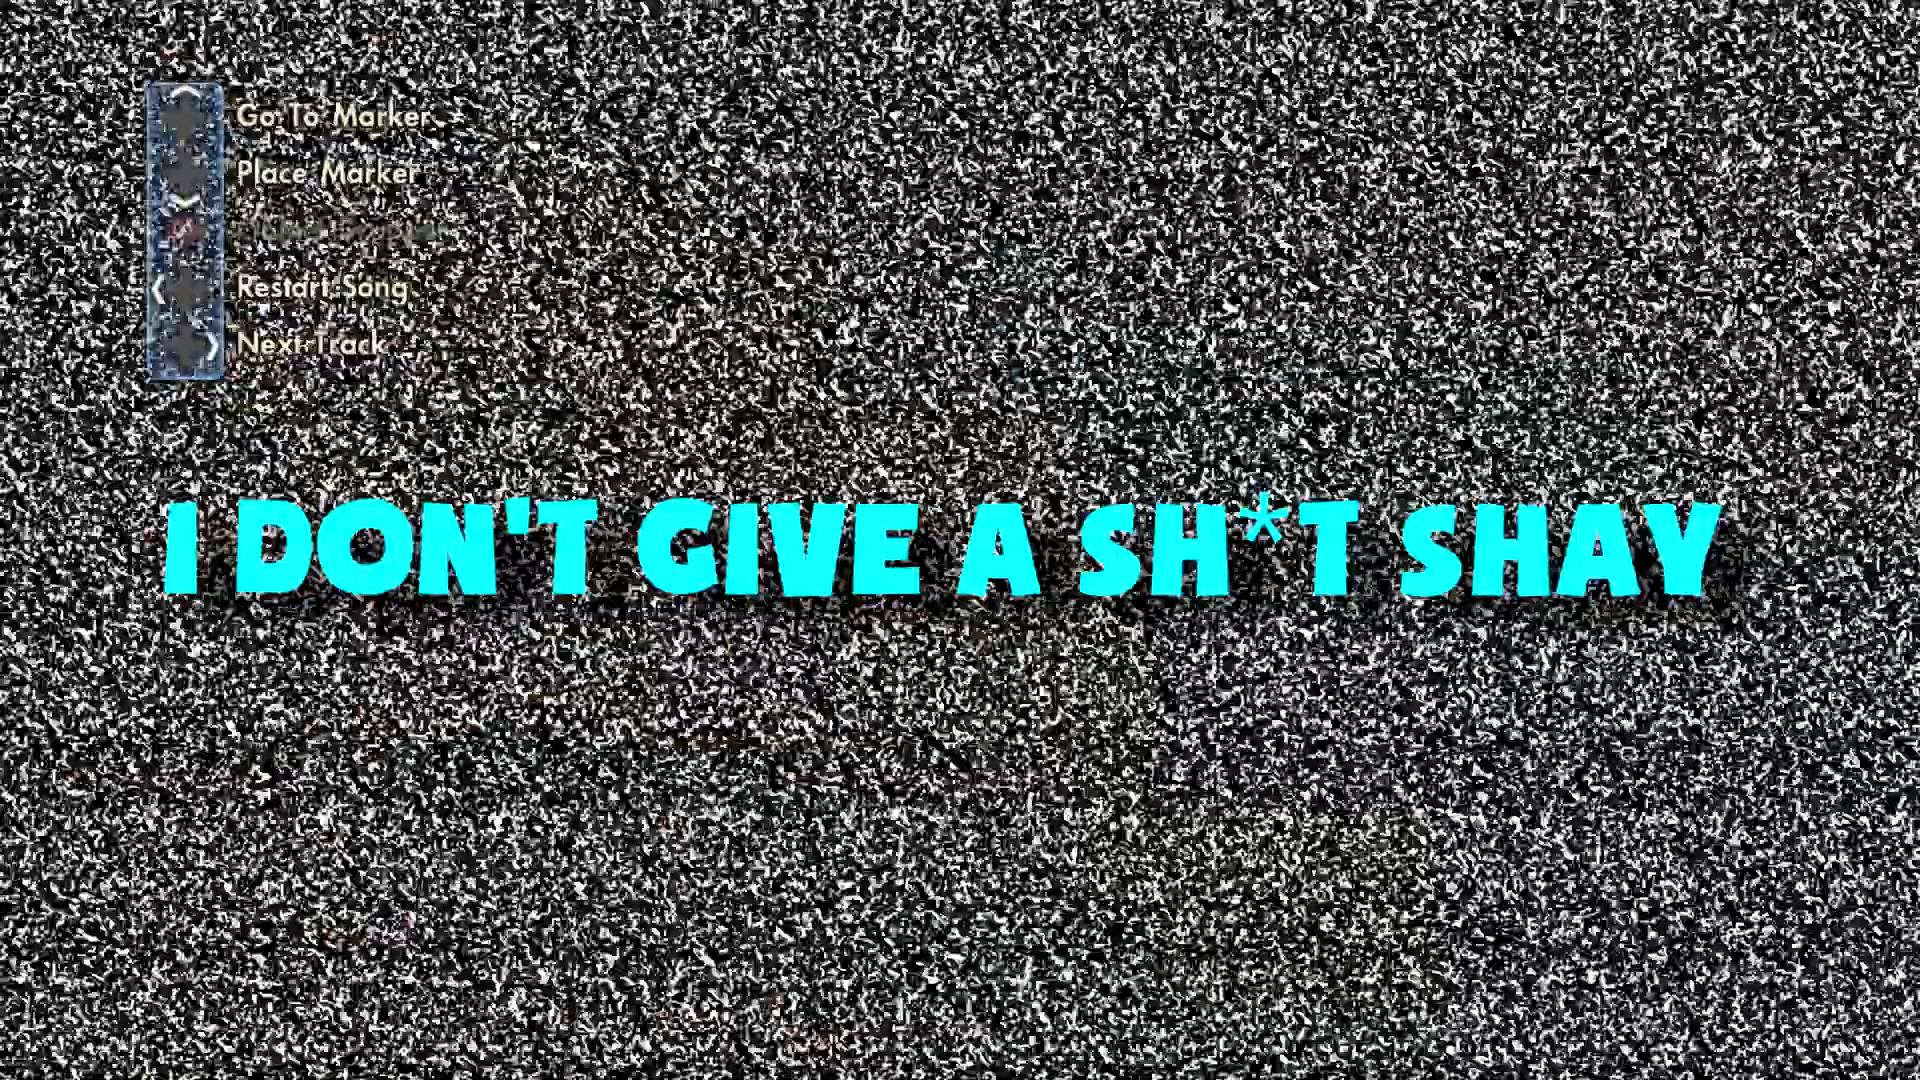 Go To Marker
Place Marker
Restart Song
Next Track
I DON'T GIVE A SH*T SHAY